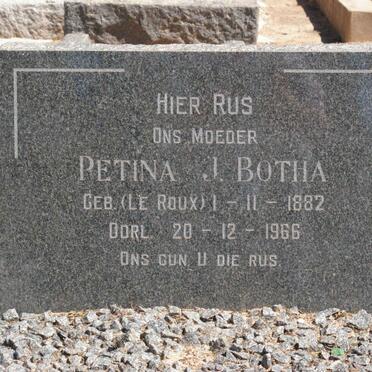 HIER RUS
ONS MOEDER
PETINA J. BOTHA
GEB. (LE ROUX) 1 - 11 - 1882
OORL. 20 - 12 - 1966
ONS GUN U DIE RUS